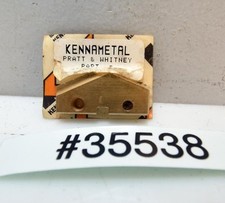 KENNAMETAL
PRATT & WHITNEY
#35538